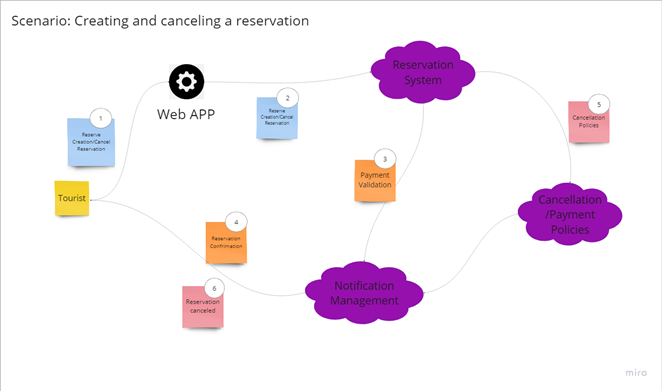 Scenario: Creating and canceling a reservation
Reservation
System
Web APP
1
Reserve
Creation/Cancel
Reservation
2
Reserve
Creation/Cancel
Reservation
5
Cancellation
Policies
3
Payment
Validation
Tourist
Cancellation
/Payment
Policies
4
Reservation
Confrimation
6
Reservation
canceled
Notification
Management
miro